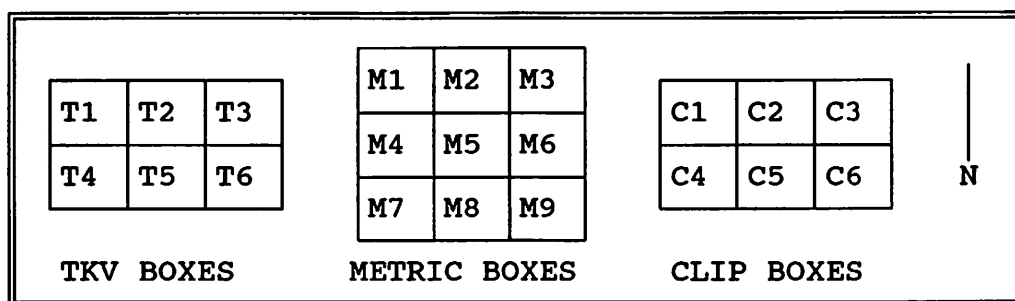 M1 M2 M3
T1 T2 T3 C1 C2 C3
M4 M5 M6
T4 T5 T6 C4 C5 C6 N
M7 M8 M9
TKV BOXES METRIC BOXES CLIP BOXES